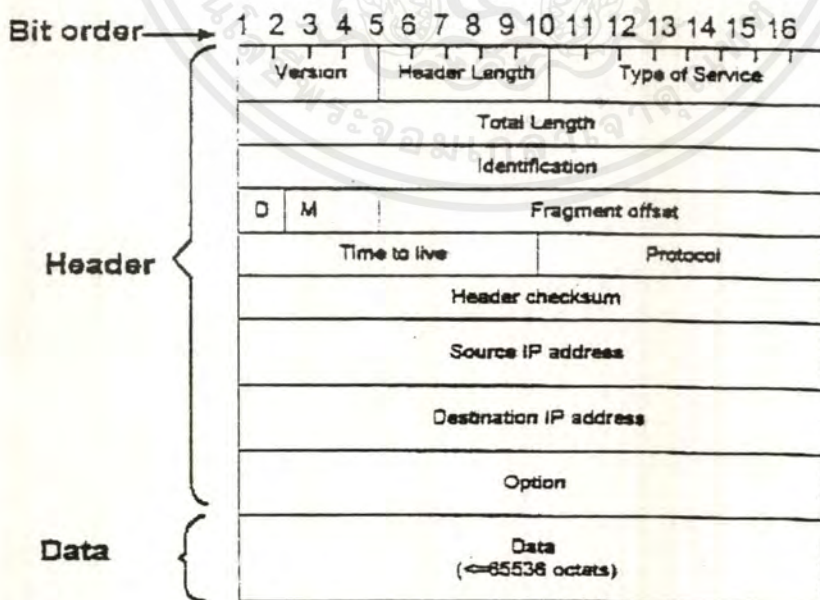 Bit order
1 2 3 4 5 6 7 8 9 10 11 12 13 14 15 16
Version Header Length Type of Service
Total Length
Identification
D M Fragment offset
Time to live Protocol
Header
Header checksum
Source IP address
Destination IP address
Option
Data
Data
(<=65536 octets)